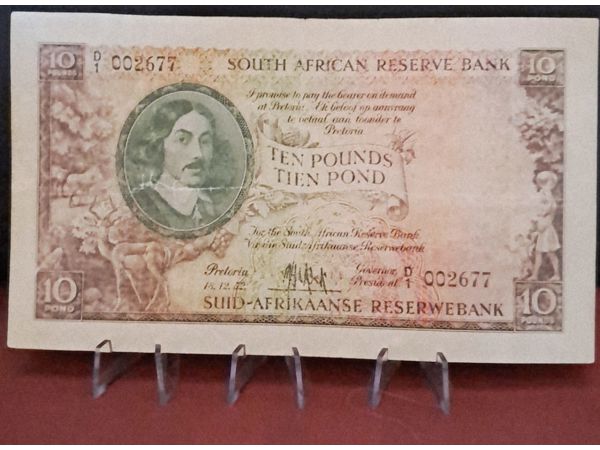 10 POUNDS
D/1 002677
SOUTH AFRICAN RESERVE BANK
10 POND
I promise to pay the bearer on demand
at Pretoria. Ek beloof op aanvraag
te betaal aan toonder te
Pretoria
TEN POUNDS
TIEN POND
For the South African Reserve Bank
Vir die Suid-Afrikaanse Reserwebank
Pretoria
18.12.52
Governor
President
D/1 002677
10 POND
SUID-AFRIKAANSE RESERWEBANK
10 POUNDS